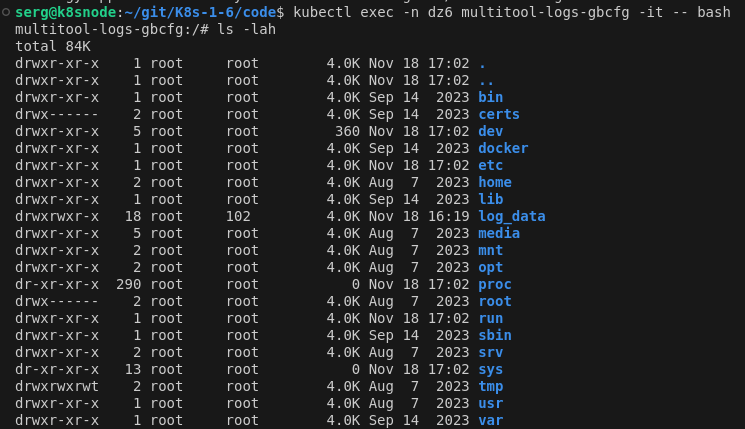 serg@k8snode:~/git/K8s-1-6/code$ kubectl exec -n dz6 multitool-logs-gbcfg -it -- bash
multitool-logs-gbcfg:/# ls -lah
total 84K
drwxr-xr-x    1 root     root        4.0K Nov 18 17:02 .
drwxr-xr-x    1 root     root        4.0K Nov 18 17:02 ..
drwxr-xr-x    1 root     root        4.0K Sep 14  2023 bin
drwx------    2 root     root        4.0K Sep 14  2023 certs
drwxr-xr-x    5 root     root         360 Nov 18 17:02 dev
drwxr-xr-x    1 root     root        4.0K Sep 14  2023 docker
drwxr-xr-x    1 root     root        4.0K Nov 18 17:02 etc
drwxr-xr-x    2 root     root        4.0K Aug  7  2023 home
drwxr-xr-x    1 root     root        4.0K Sep 14  2023 lib
drwxrwxr-x   18 root     102         4.0K Nov 18 16:19 log_data
drwxr-xr-x    5 root     root        4.0K Aug  7  2023 media
drwxr-xr-x    2 root     root        4.0K Aug  7  2023 mnt
drwxr-xr-x    2 root     root        4.0K Aug  7  2023 opt
dr-xr-xr-x  290 root     root           0 Nov 18 17:02 proc
drwx------    2 root     root        4.0K Aug  7  2023 root
drwxr-xr-x    1 root     root        4.0K Nov 18 17:02 run
drwxr-xr-x    1 root     root        4.0K Sep 14  2023 sbin
drwxr-xr-x    2 root     root        4.0K Aug  7  2023 srv
dr-xr-xr-x   13 root     root           0 Nov 18 17:02 sys
drwxrwxrwt    2 root     root        4.0K Aug  7  2023 tmp
drwxr-xr-x    1 root     root        4.0K Aug  7  2023 usr
drwxr-xr-x    1 root     root        4.0K Sep 14  2023 var